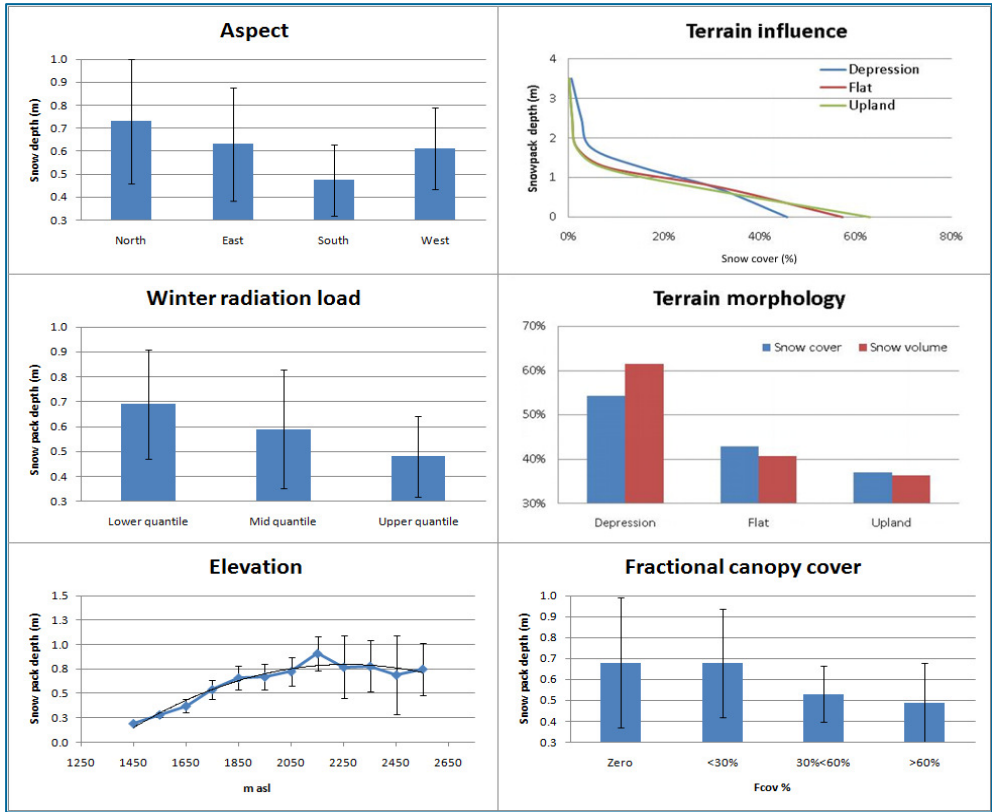 Aspect
Snow depth (m)
1.0
0.9
0.8
0.7
0.6
0.5
0.4
0.3
North East South West
Terrain influence
Snowpack depth (m)
4
3
2
1
0
Depression
Flat
Upland
0% 20% 40% 60% 80%
Snow cover (%)
Winter radiation load
Snow pack depth (m)
1.0
0.9
0.8
0.7
0.6
0.5
0.4
0.3
Lower quantile Mid quantile Upper quantile
Terrain morphology
70%
60%
50%
40%
30%
Snow cover Snow volume
Depression Flat Upland
Elevation
Snow pack depth (m)
1.5
1.3
1.0
0.8
0.5
0.3
0.0
1250 1450 1650 1850 2050 2250 2450 2650
m asl
Fractional canopy cover
Snow pack depth (m)
1.0
0.9
0.8
0.7
0.6
0.5
0.4
0.3
Zero <30% 30%<60% >60%
Fcov %